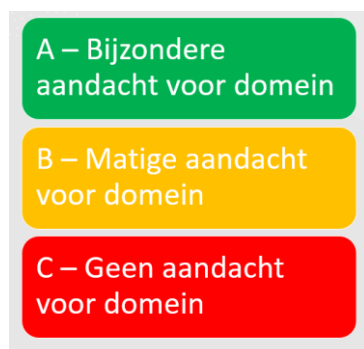 A – Bijzondere
aandacht voor domein
B – Matige aandacht
voor domein
C – Geen aandacht
voor domein